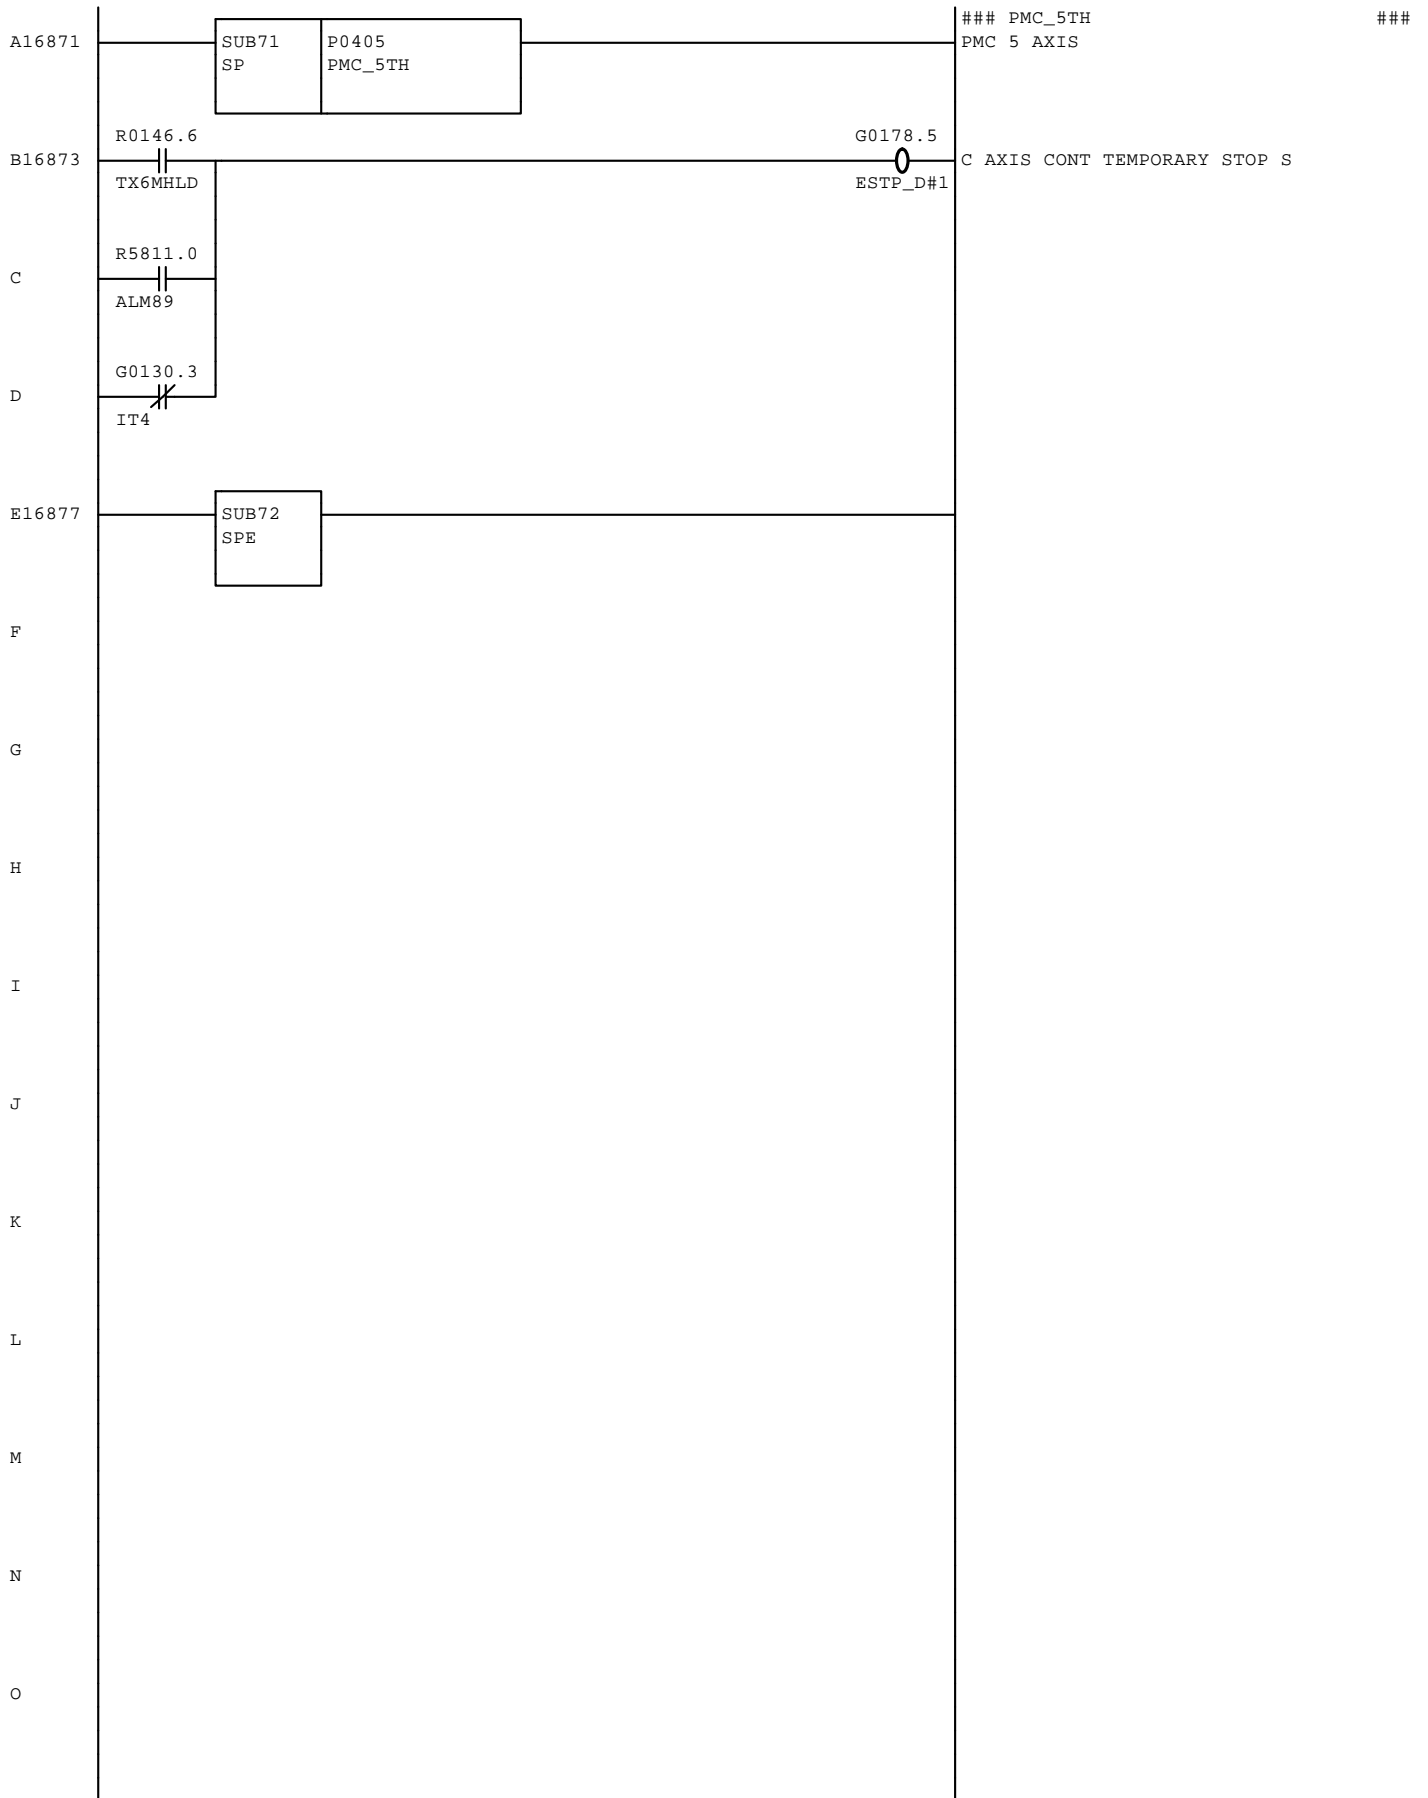 ### PMC_5TH ###
A16871 SUB71 P0405 PMC 5 AXIS
SP PMC_5TH
R0146.6 G0178.5
B16873 C AXIS CONT TEMPORARY STOP S
TX6MHLD ESTP_D#1
R5811.0
C
ALM89
G0130.3
D
IT4
E16877 SUB72
SPE
F
G
H
I
J
K
L
M
N
O